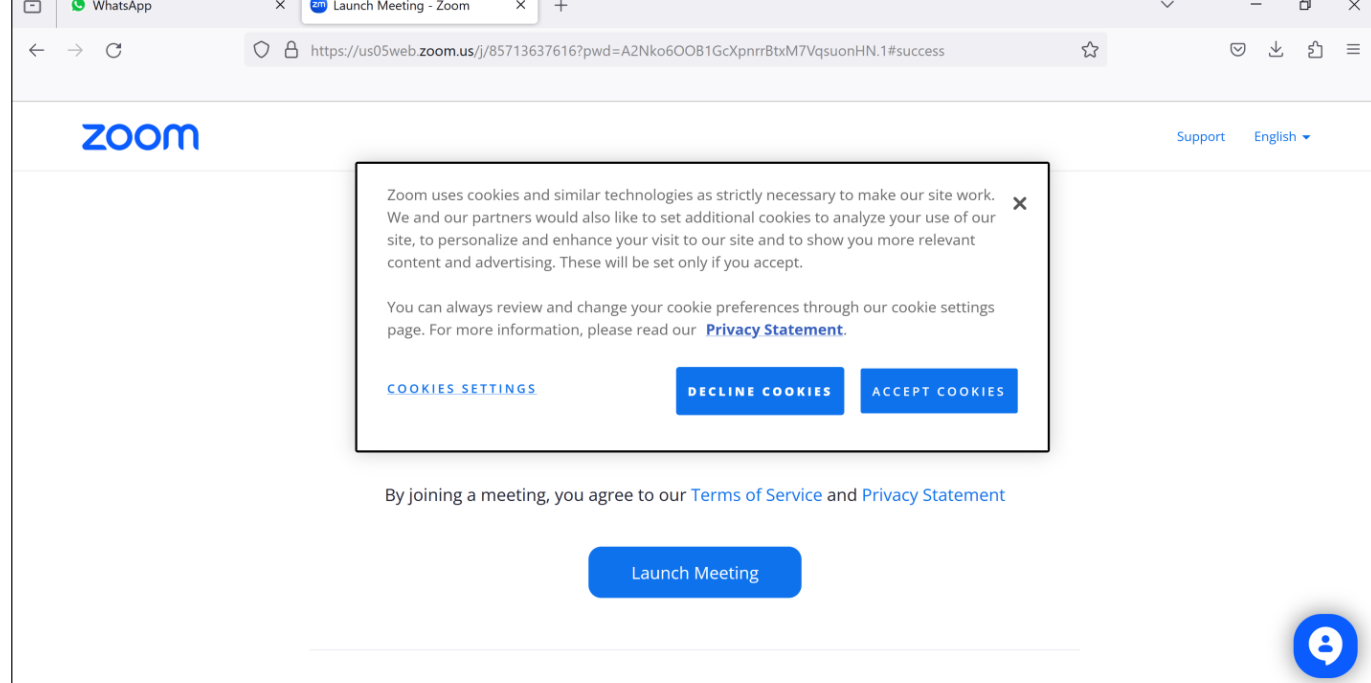 WhatsApp
zm Launch Meeting - Zoom
https://us05web.zoom.us/j/85713637616?pwd=A2Nko6OOB1GcXpnrrBtxM7VqsuonHN.1#success
zoom
Support English
Zoom uses cookies and similar technologies as strictly necessary to make our site work.
We and our partners would also like to set additional cookies to analyze your use of our
site, to personalize and enhance your visit to our site and to show you more relevant
content and advertising. These will be set only if you accept.
You can always review and change your cookie preferences through our cookie settings
page. For more information, please read our Privacy Statement.
COOKIES SETTINGS DECLINE COOKIES ACCEPT COOKIES
By joining a meeting, you agree to our Terms of Service and Privacy Statement
Launch Meeting